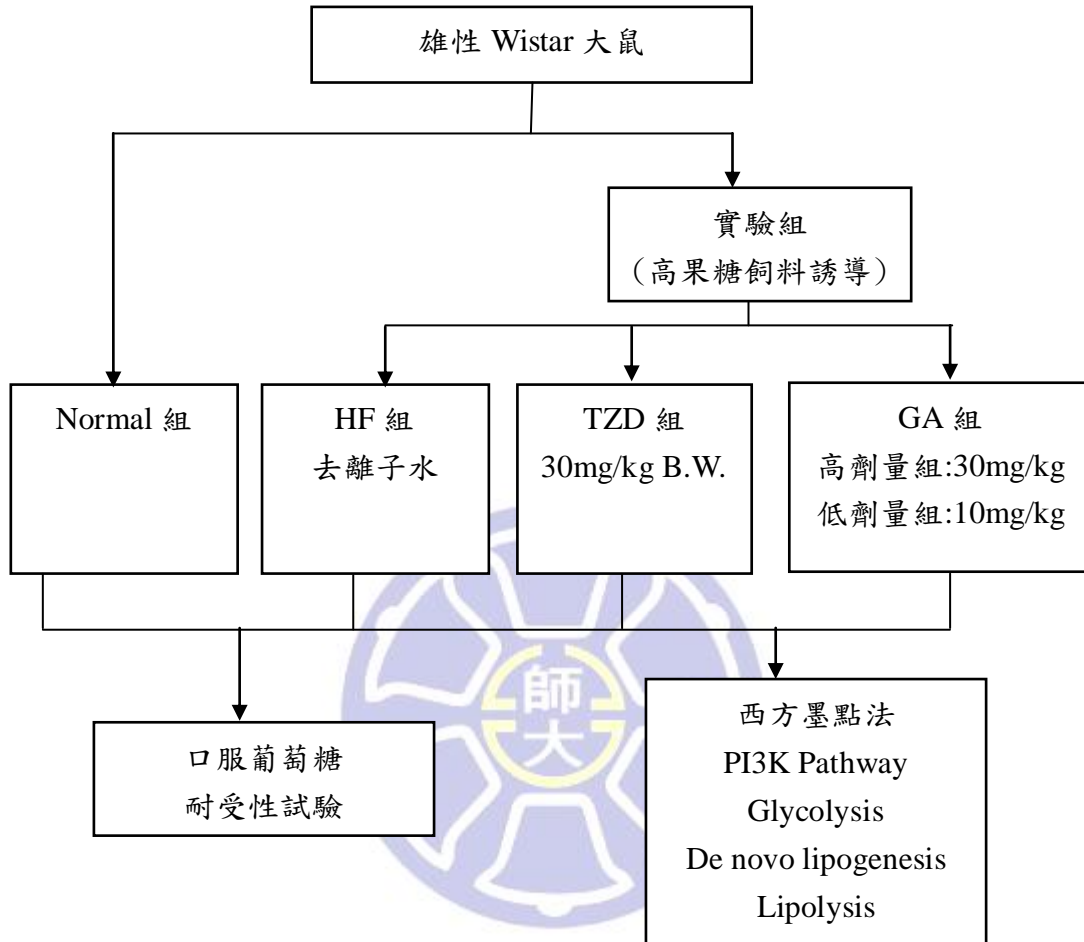 雄性 Wistar 大鼠
實驗組
（高果糖飼料誘導）
Normal 組
HF 組
去離子水
TZD 組
30mg/kg B.W.
GA 組
高劑量組:30mg/kg
低劑量組:10mg/kg
師
大
口服葡萄糖
耐受性試驗
西方墨點法
PI3K Pathway
Glycolysis
De novo lipogenesis
Lipolysis